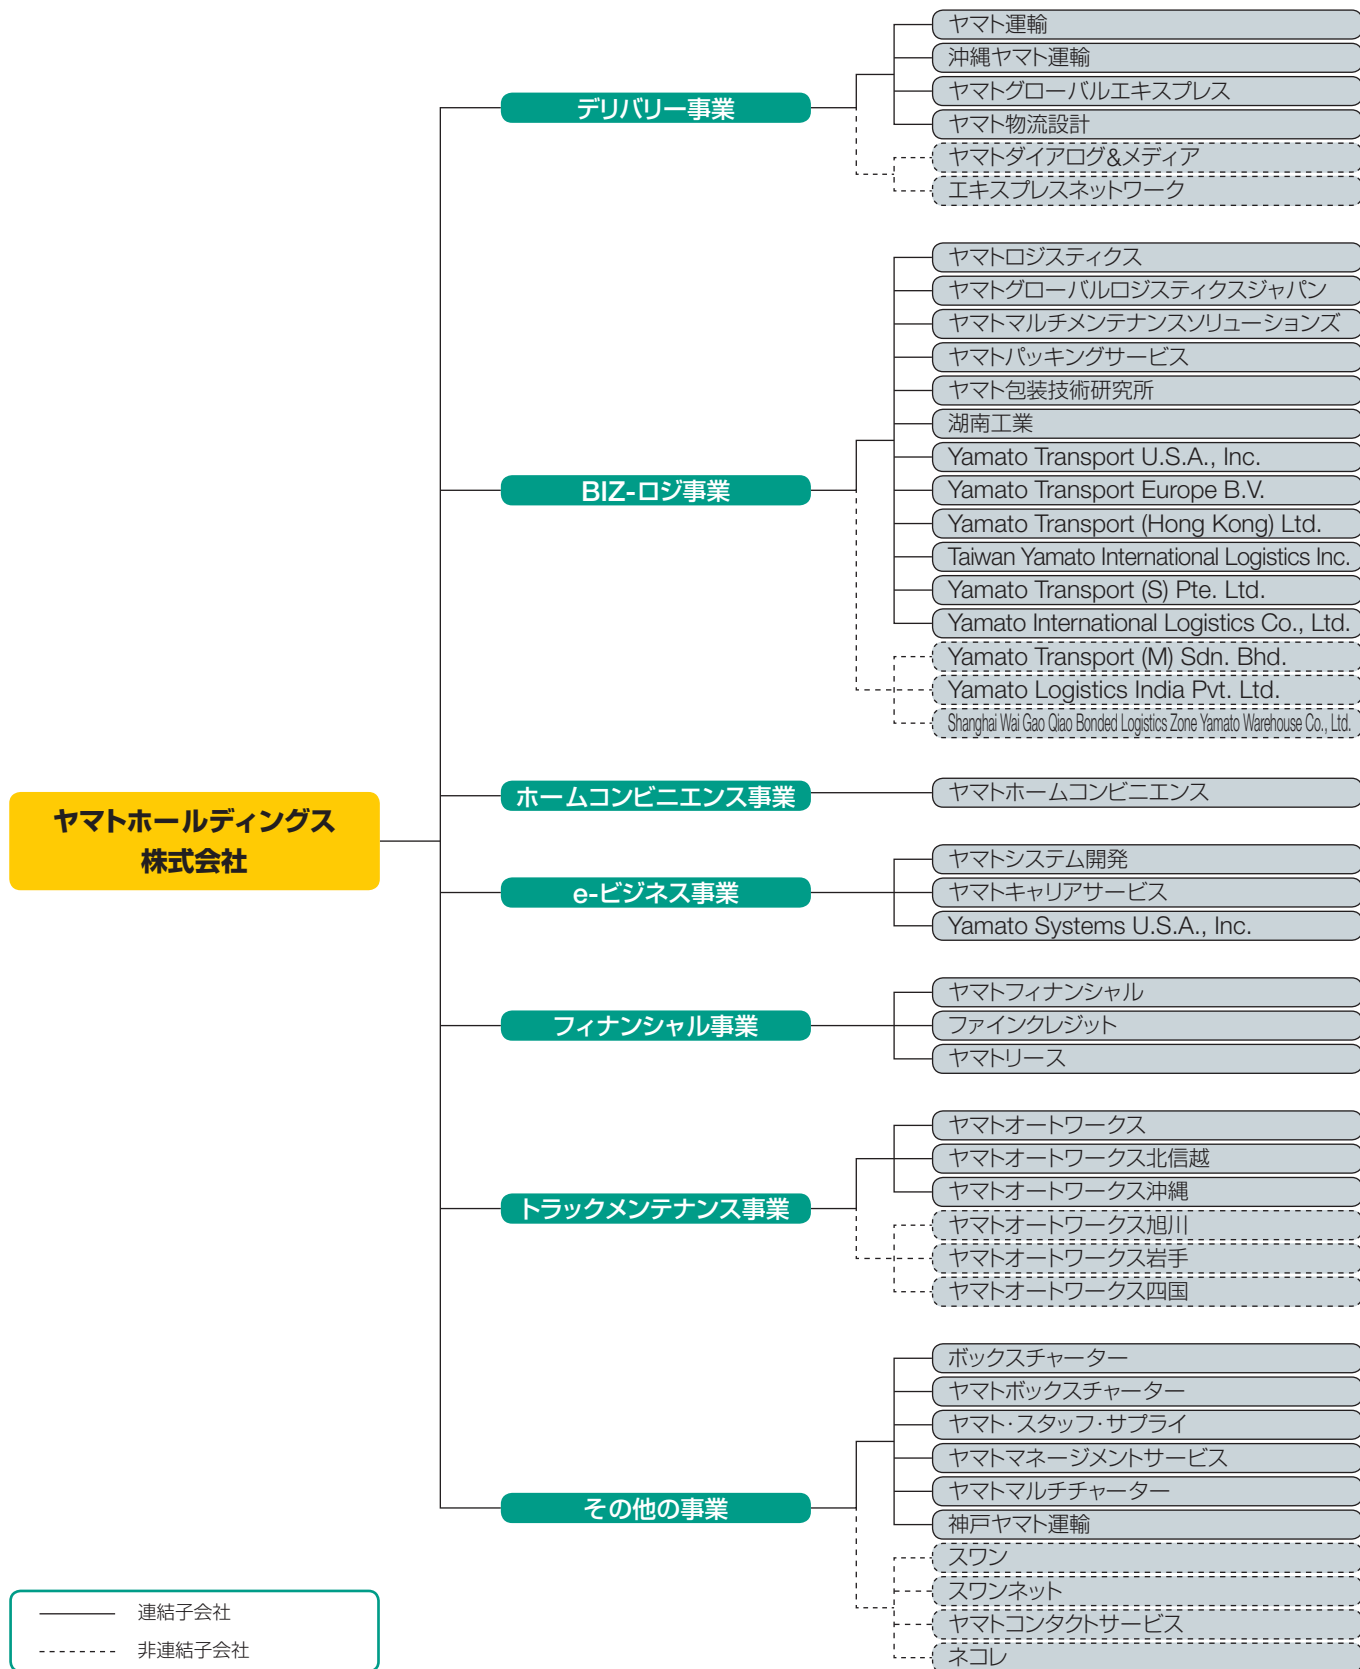 ヤマトホールディングス
株式会社
デリバリー事業
ヤマト運輸
沖縄ヤマト運輸
ヤマトグローバルエキスプレス
ヤマト物流設計
ヤマトダイアログ&メディア
エキスプレスネットワーク
BIZ-ロジ事業
ヤマトロジスティクス
ヤマトグローバルロジスティクスジャパン
ヤマトマルチメンテナンスソリューションズ
ヤマトパッキングサービス
ヤマト包装技術研究所
湖南工業
Yamato Transport U.S.A., Inc.
Yamato Transport Europe B.V.
Yamato Transport (Hong Kong) Ltd.
Taiwan Yamato International Logistics Inc.
Yamato Transport (S) Pte. Ltd.
Yamato International Logistics Co., Ltd.
Yamato Transport (M) Sdn. Bhd.
Yamato Logistics India Pvt. Ltd.
Shanghai Wai Gao Qiao Bonded Logistics Zone Yamato Warehouse Co., Ltd.
ホームコンビニエンス事業
ヤマトホームコンビニエンス
e-ビジネス事業
ヤマトシステム開発
ヤマトキャリアサービス
Yamato Systems U.S.A., Inc.
フィナンシャル事業
ヤマトフィナンシャル
ファインクレジット
ヤマトリース
トラックメンテナンス事業
ヤマトオートワークス
ヤマトオートワークス北信越
ヤマトオートワークス沖縄
ヤマトオートワークス旭川
ヤマトオートワークス岩手
ヤマトオートワークス四国
その他の事業
ボックスチャーター
ヤマトボックスチャーター
ヤマト・スタッフ・サプライ
ヤマトマネージメントサービス
ヤマトマルチチャーター
神戸ヤマト運輸
スワン
スワンネット
ヤマトコンタクトサービス
ネコレ
連結子会社
非連結子会社